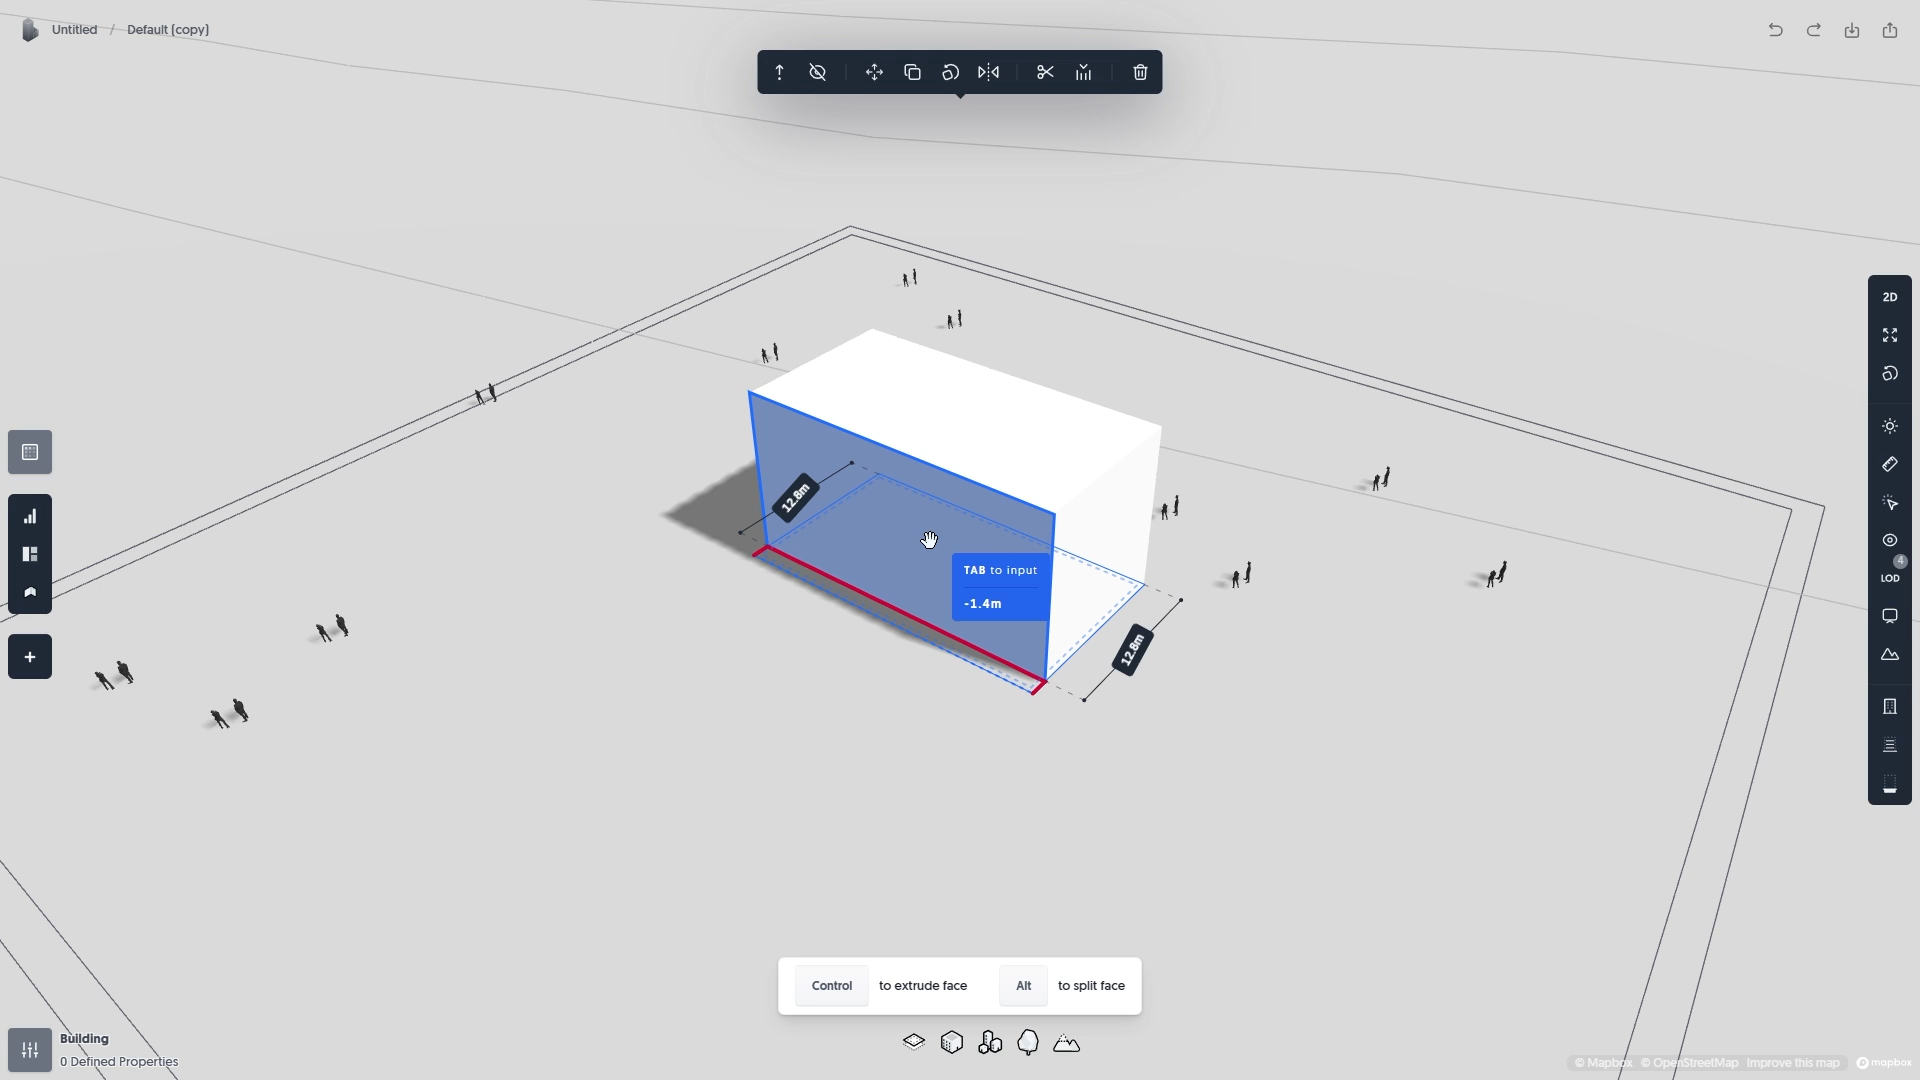 Untitled / Default (copy)
2D
12.8m
TAB to input
-1.4m
4
LOD
12.8m
Control to extrude face Alt to split face
Building
0 Defined Properties
© Mapbox © OpenStreetMap Improve this map mapbox